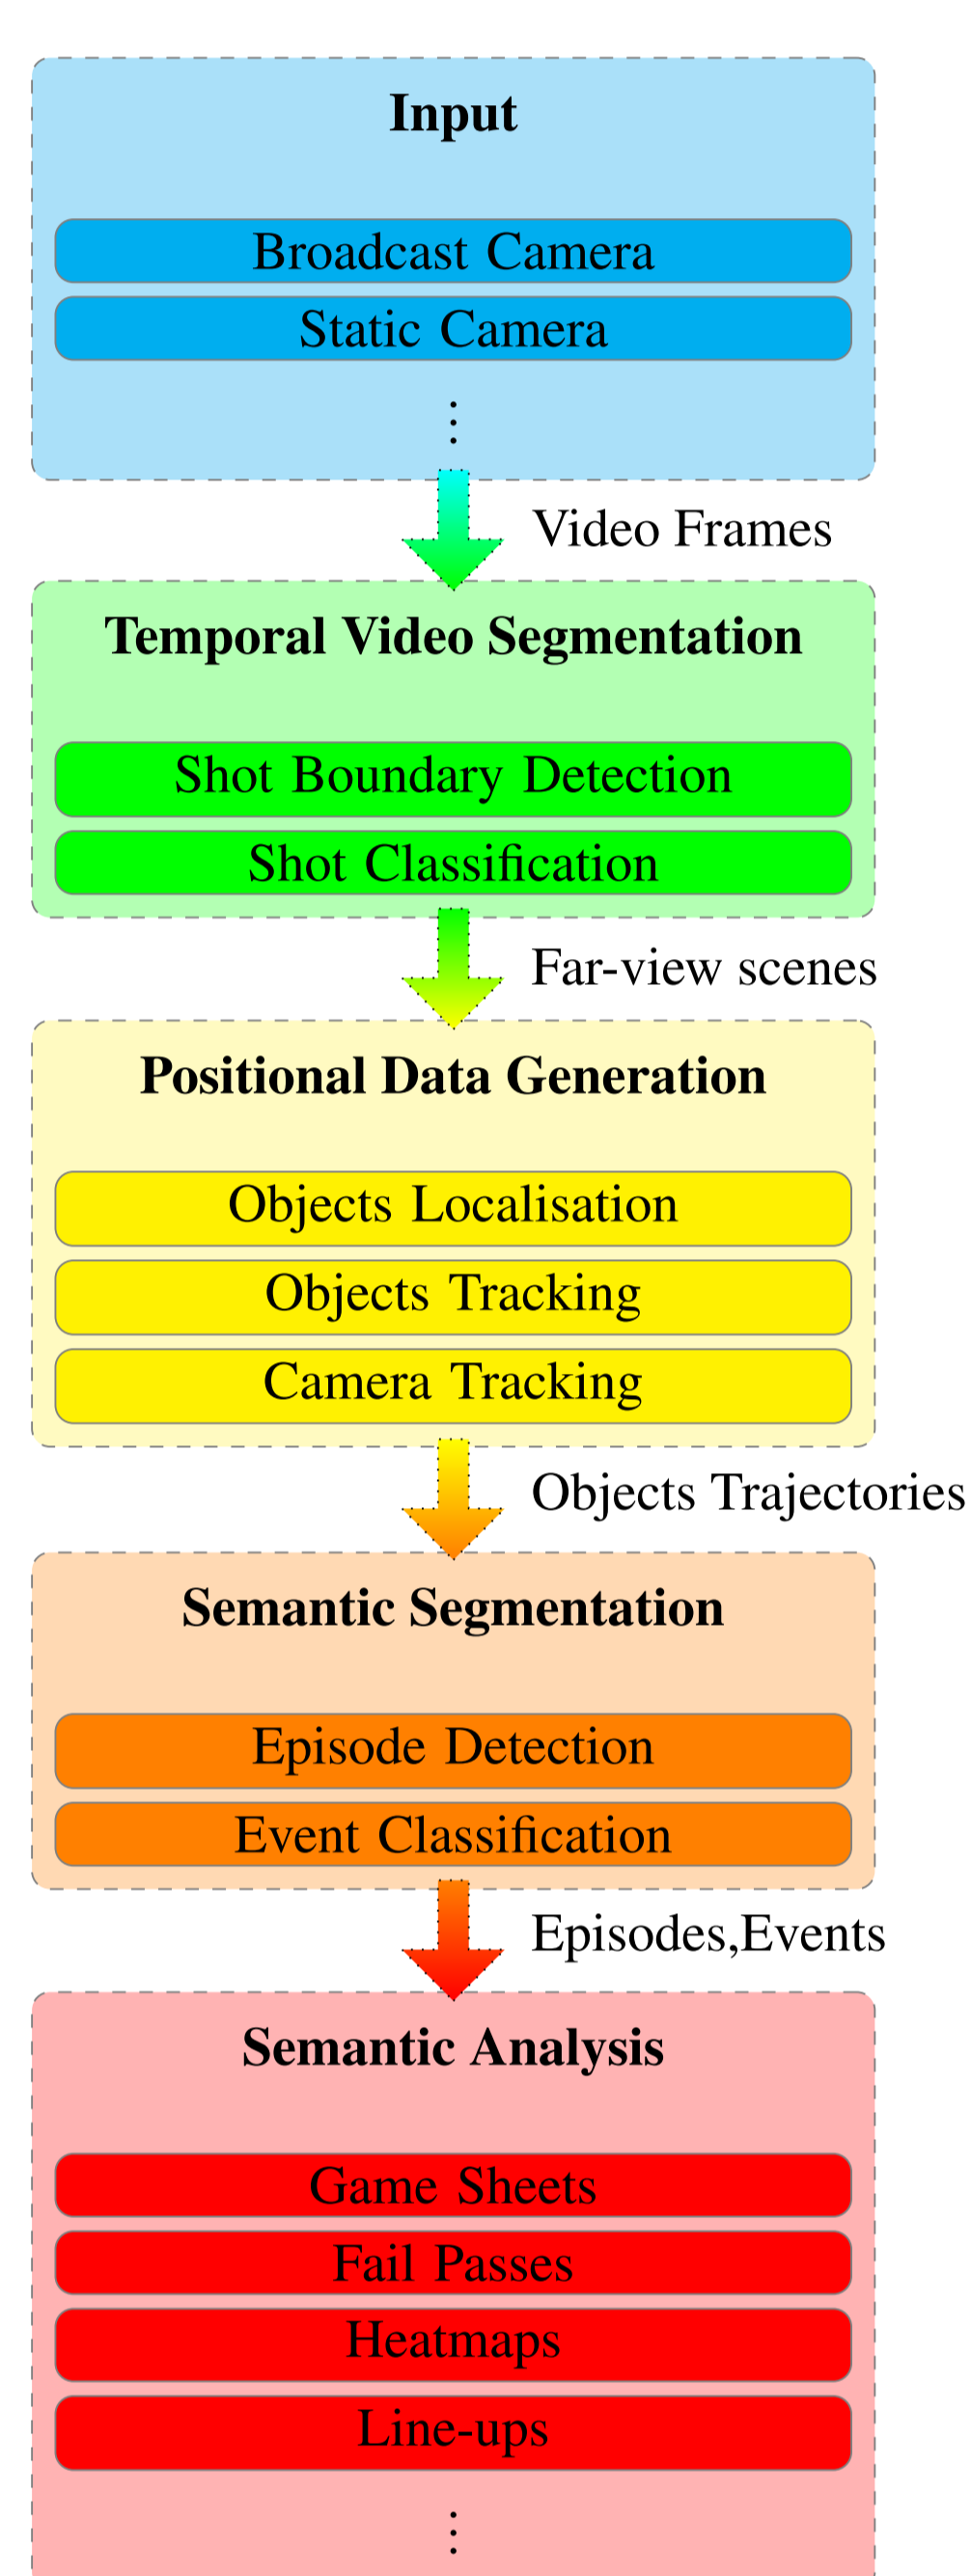 Input
Broadcast Camera
Static Camera
⋮
Video Frames
Temporal Video Segmentation
Shot Boundary Detection
Shot Classification
Far-view scenes
Positional Data Generation
Objects Localisation
Objects Tracking
Camera Tracking
Objects Trajectories
Semantic Segmentation
Episode Detection
Event Classification
Episodes,Events
Semantic Analysis
Game Sheets
Fail Passes
Heatmaps
Line-ups
⋮